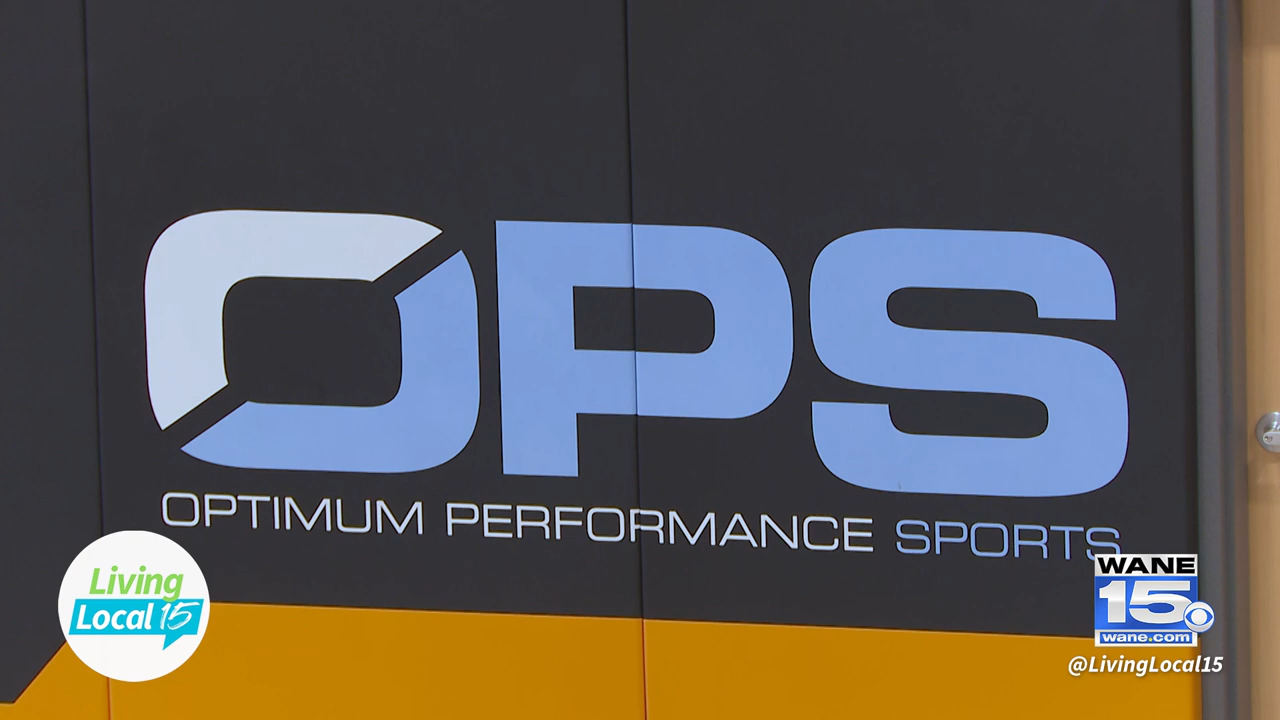 OPS
OPTIMUM PERFORMANCE SPORTS
Living
Local 15
WANE
15
wane.com
@LivingLocal15